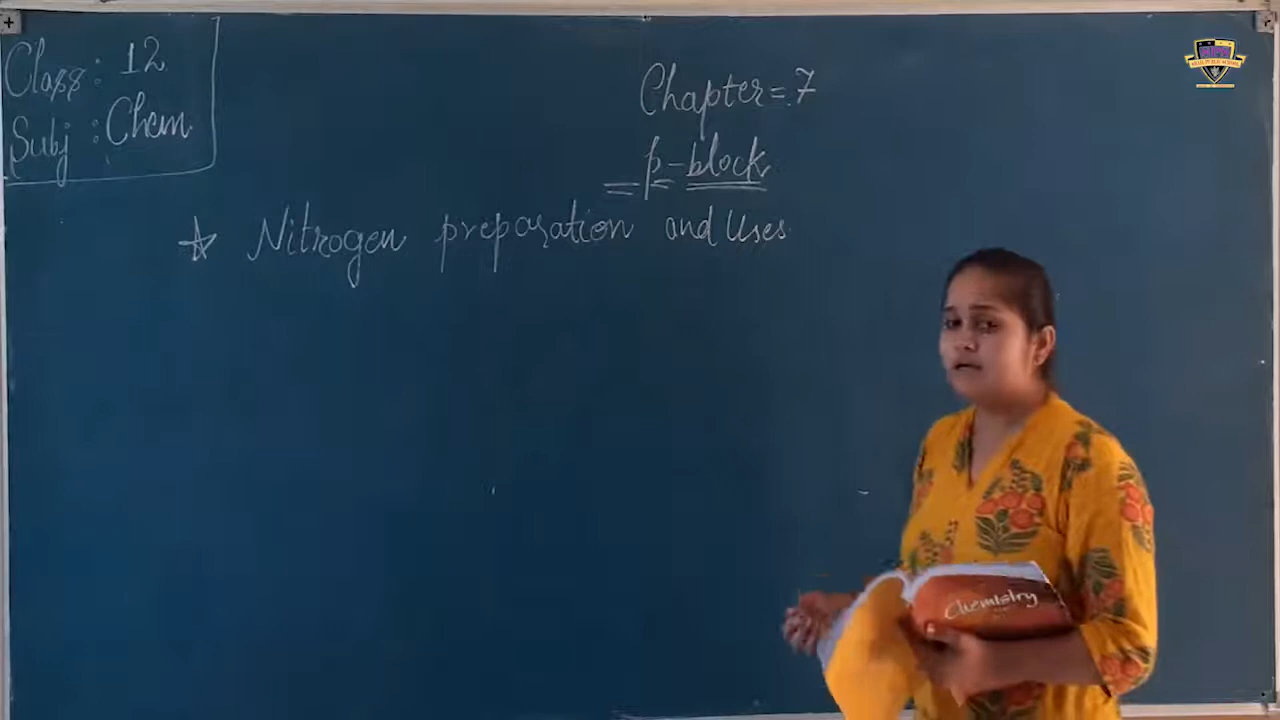 Class : 12
Subj : Chem
Chapter = 7
p-block
☆ Nitrogen preparation and Uses
Chemistry